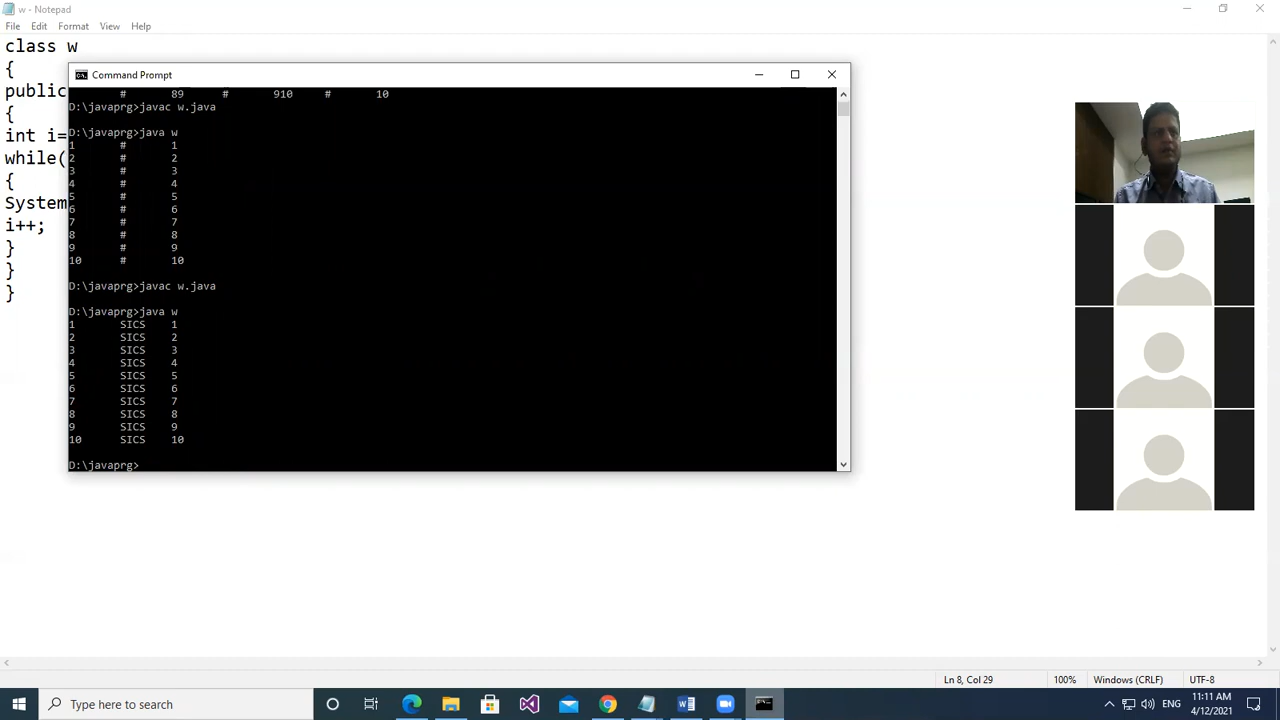 w - Notepad
File Edit Format View Help
class w
{
public
{
int i=
while(
{
System
i++;
}
}
}
Command Prompt
# 89 # 910 # 10
D:\javaprg>javac w.java
D:\javaprg>java w
1 # 1
2 # 2
3 # 3
4 # 4
5 # 5
6 # 6
7 # 7
8 # 8
9 # 9
10 # 10
D:\javaprg>javac w.java
D:\javaprg>java w
1 SICS 1
2 SICS 2
3 SICS 3
4 SICS 4
5 SICS 5
6 SICS 6
7 SICS 7
8 SICS 8
9 SICS 9
10 SICS 10
D:\javaprg>
Ln 8, Col 29 100% Windows (CRLF) UTF-8
Type here to search
ENG
11:11 AM
4/12/2021